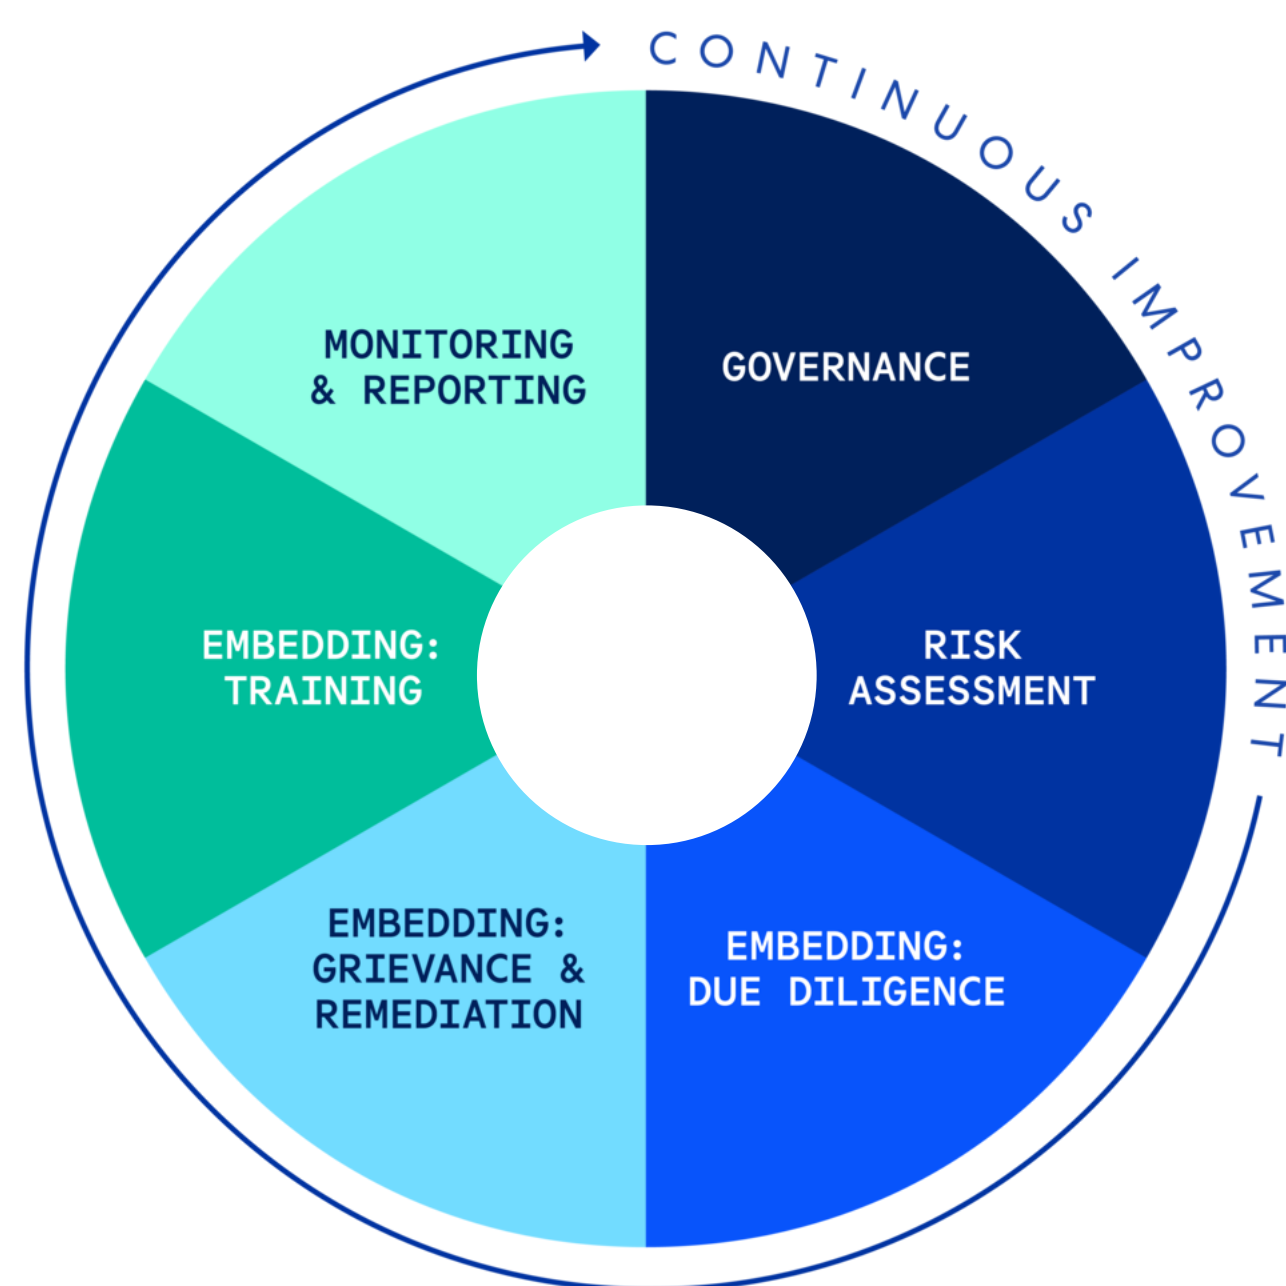 CONTINUOUS IMPROVEMENT
GOVERNANCE
RISK
ASSESSMENT
EMBEDDING:
DUE DILIGENCE
EMBEDDING:
GRIEVANCE &
REMEDIATION
EMBEDDING:
TRAINING
MONITORING
& REPORTING